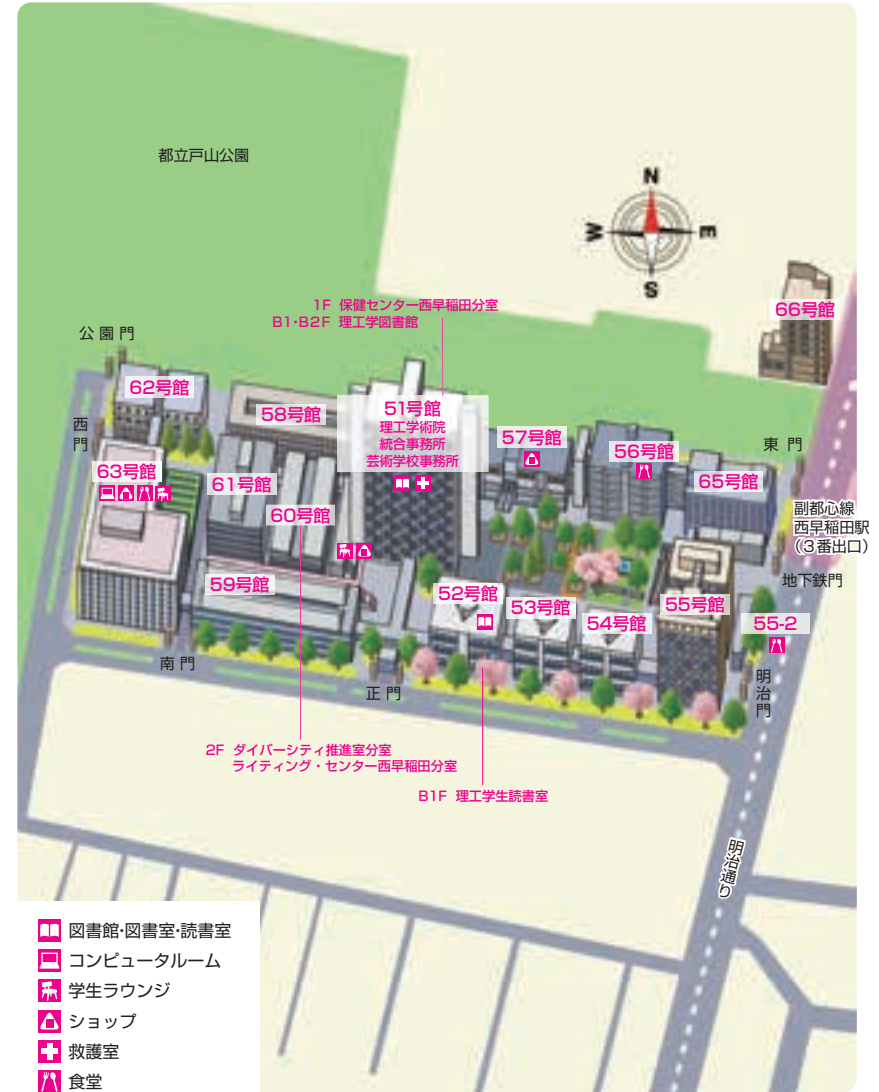 都立戸山公園
N
W
E
S
1F 保健センター西早稲田分室
B1・B2F 理工学図書館
66号館
公園門
62号館
58号館
51号館
理工学術院
統合事務所
芸術学校事務所
57号館
56号館
東門
西門
63号館
61号館
60号館
65号館
副都心線
西早稲田駅
(3番出口)
地下鉄門
59号館
52号館
53号館
54号館
55号館
55-2
南門
正門
明治門
2F ダイバーシティ推進室分室
ライティング・センター西早稲田分室
B1F 理工学生読書室
明治通り
図書館・図書室・読書室
コンピュータルーム
学生ラウンジ
ショップ
救護室
食堂